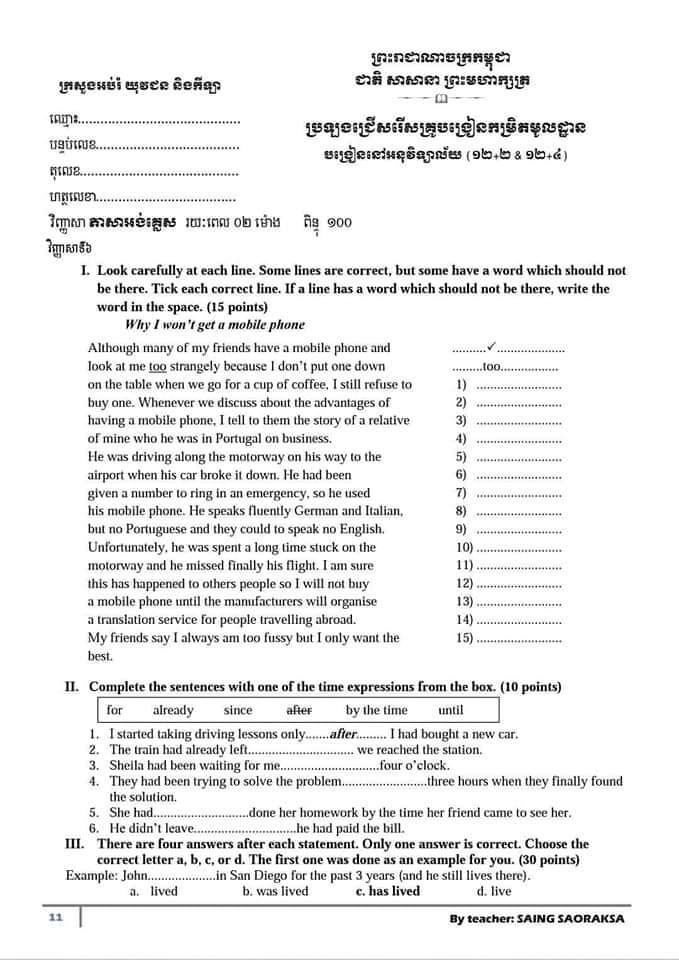 ព្រះរាជាណាចក្រកម្ពុជា
ជាតិ សាសនា ព្រះមហាក្សត្រ
ក្រសួងអប់រំ យុវជន និងកីឡា
ឈ្មោះ............................................
បន្ទប់លេខ.......................................
តុលេខ...........................................
ហត្ថលេខា......................................
ប្រឡងជ្រើសរើសគ្រូបង្រៀនកម្រិតមូលដ្ឋាន
បង្រៀននៅអនុវិទ្យាល័យ (១២+២ & ១២+៤)
វិញ្ញាសា ភាសាអង់គ្លេស រយៈពេល ០២ ម៉ោង ពិន្ទុ ១០០
វិញ្ញាសាទី៦
I. Look carefully at each line. Some lines are correct, but some have a word which should not
be there. Tick each correct line. If a line has a word which should not be there, write the
word in the space. (15 points)
Why I won't get a mobile phone
Although many of my friends have a mobile phone and ..........✓....................
look at me too strangely because I don't put one down .........too.................
on the table when we go for a cup of coffee, I still refuse to 1) .........................
buy one. Whenever we discuss about the advantages of 2) .........................
having a mobile phone, I tell to them the story of a relative 3) .........................
of mine who he was in Portugal on business. 4) .........................
He was driving along the motorway on his way to the 5) .........................
airport when his car broke it down. He had been 6) .........................
given a number to ring in an emergency, so he used 7) .........................
his mobile phone. He speaks fluently German and Italian, 8) .........................
but no Portuguese and they could to speak no English. 9) .........................
Unfortunately, he was spent a long time stuck on the 10) .........................
motorway and he missed finally his flight. I am sure 11) .........................
this has happened to others people so I will not buy 12) .........................
a mobile phone until the manufacturers will organise 13) .........................
a translation service for people travelling abroad. 14) .........................
My friends say I always am too fussy but I only want the 15) .........................
best.
II. Complete the sentences with one of the time expressions from the box. (10 points)
for already since after by the time until
1. I started taking driving lessons only.......after......... I had bought a new car.
2. The train had already left............................... we reached the station.
3. Sheila had been waiting for me.............................four o'clock.
4. They had been trying to solve the problem.........................three hours when they finally found
the solution.
5. She had............................done her homework by the time her friend came to see her.
6. He didn't leave..............................he had paid the bill.
III. There are four answers after each statement. Only one answer is correct. Choose the
correct letter a, b, c, or d. The first one was done as an example for you. (30 points)
Example: John....................in San Diego for the past 3 years (and he still lives there).
a. lived b. was lived c. has lived d. live
11 By teacher: SAING SAORAKSA